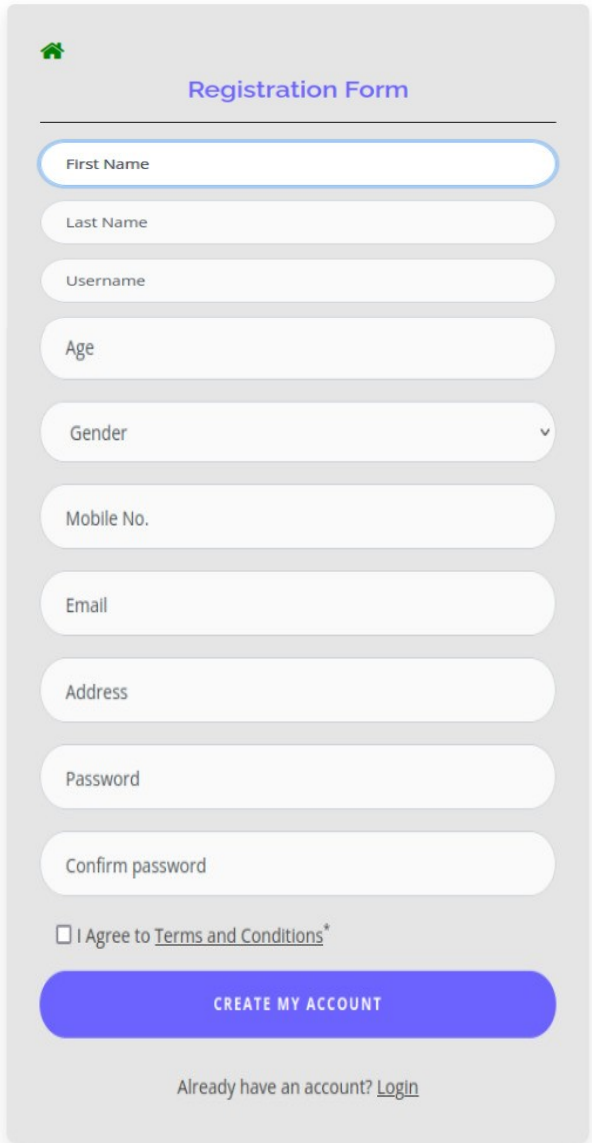 Registration Form
First Name
Last Name
Username
Age
Gender
Mobile No.
Email
Address
Password
Confirm password
I Agree to Terms and Conditions*
CREATE MY ACCOUNT
Already have an account? Login